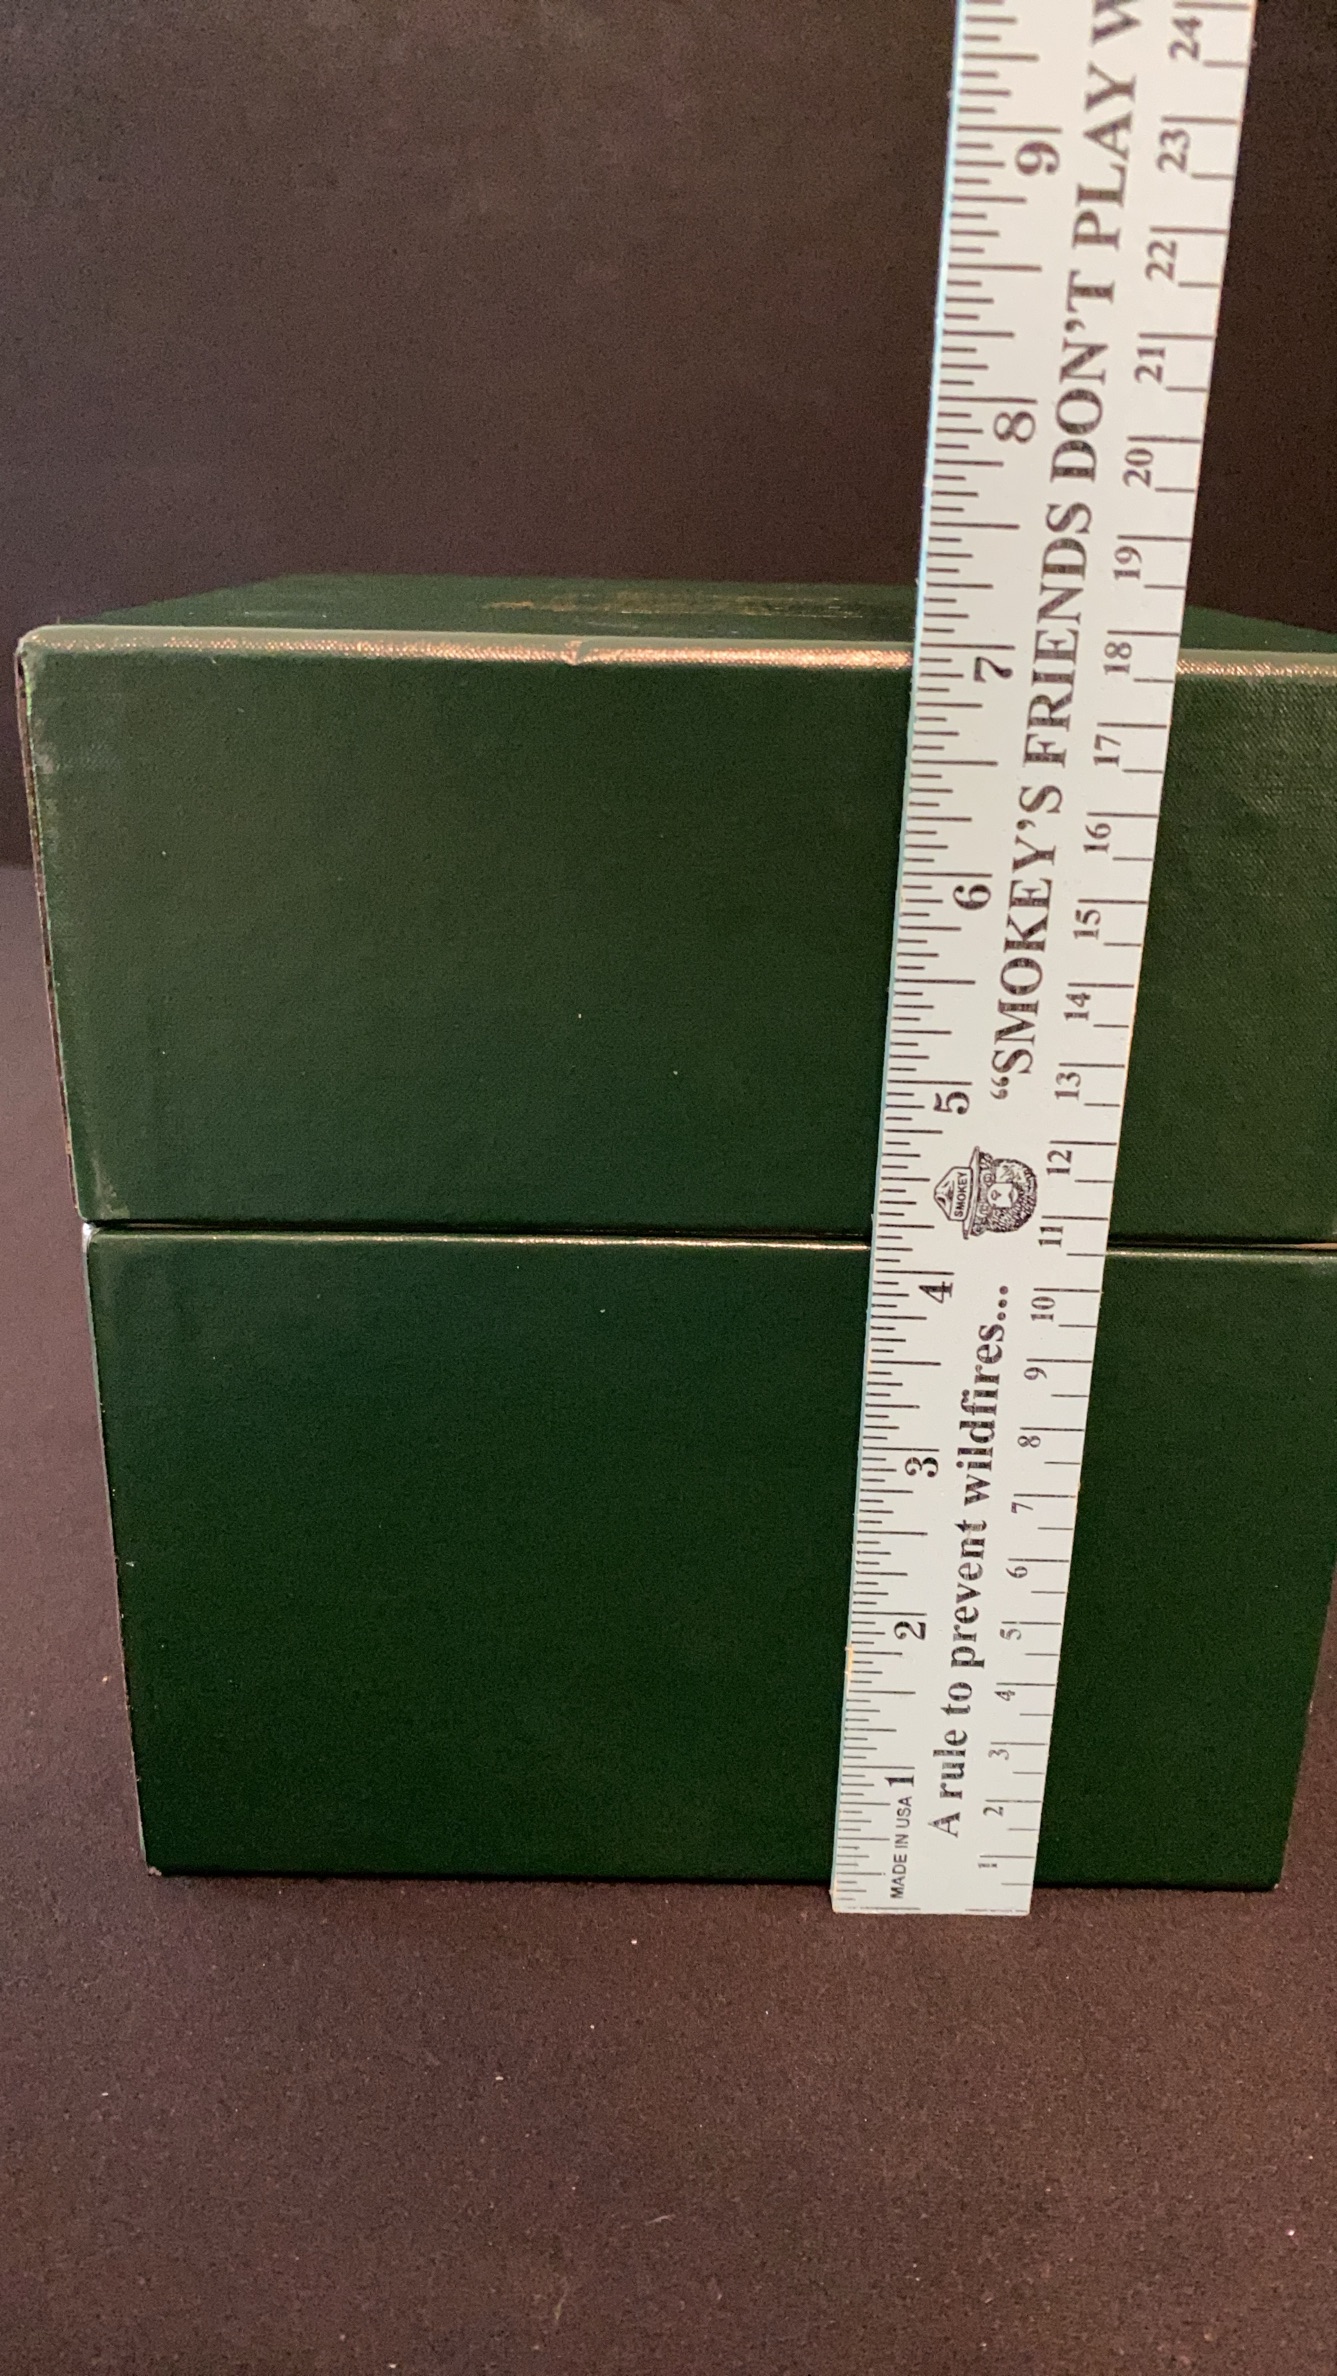 MADE IN USA
1 2 3 4 5 6 7 8 9
A rule to prevent wildfires... SMOKEY "SMOKEY'S FRIENDS DON'T PLAY W
1 2 3 4 5 6 7 8 9 10 11 12 13 14 15 16 17 18 19 20 21 22 23 24